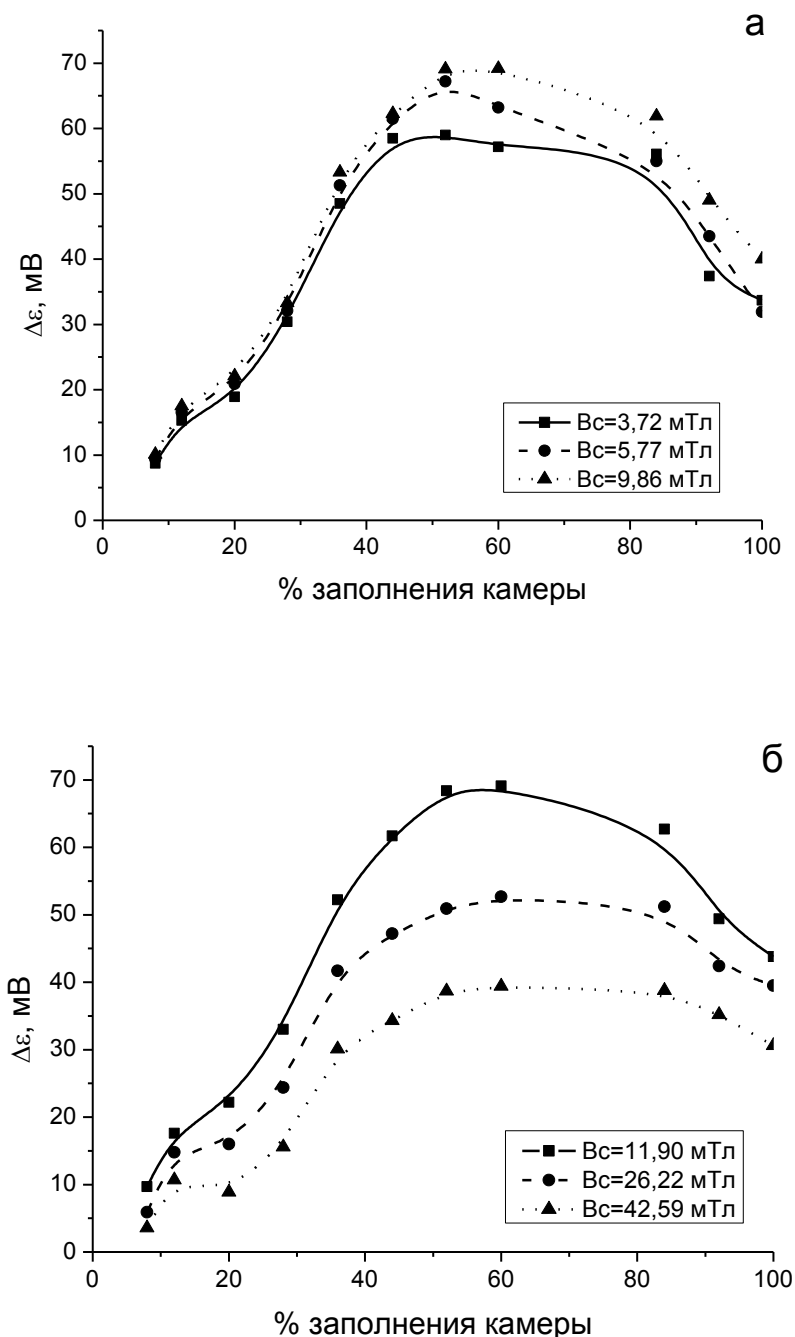 а
70
60
50
40
30
20
10
0
Δε, мВ
Bc=3,72 мТл
Bc=5,77 мТл
Bc=9,86 мТл
0 20 40 60 80 100
% заполнения камеры
б
70
60
50
40
30
20
10
0
Δε, мВ
Bc=11,90 мТл
Bc=26,22 мТл
Bc=42,59 мТл
0 20 40 60 80 100
% заполнения камеры